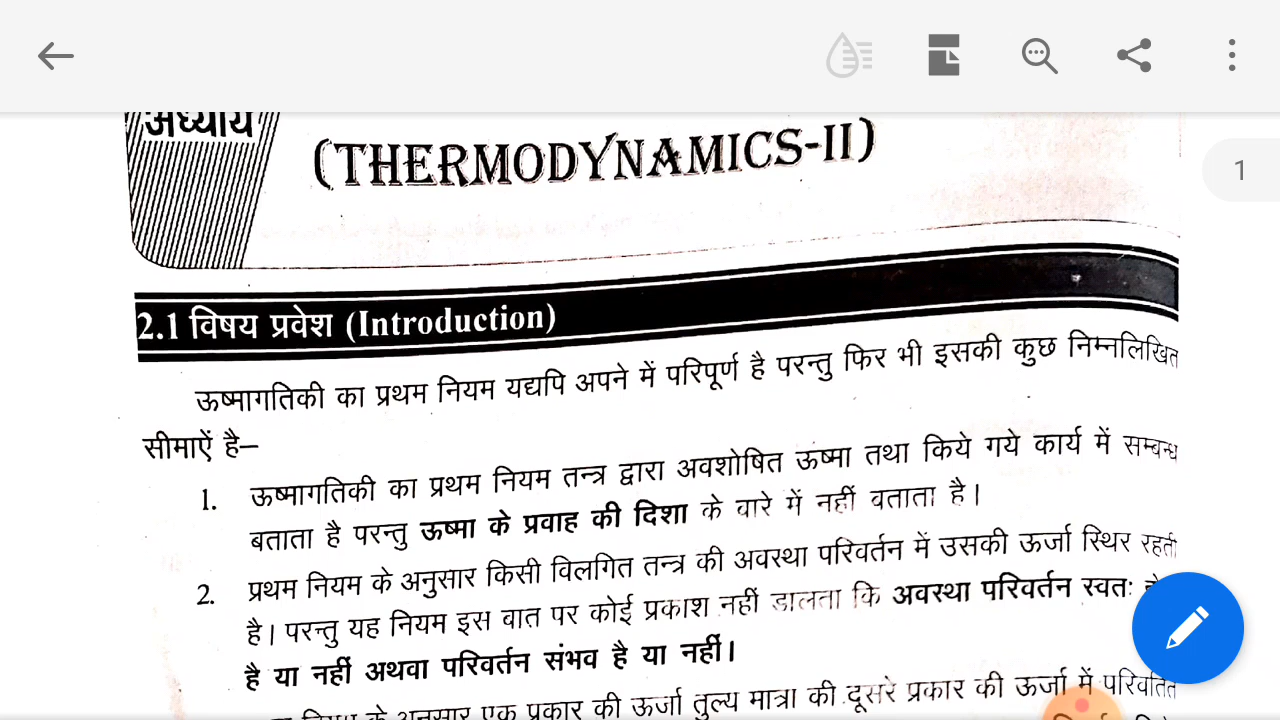 1
अध्याय
(THERMODYNAMICS-II)
2.1 विषय प्रवेश (Introduction)
ऊष्मागतिकी का प्रथम नियम यद्यपि अपने में परिपूर्ण है परन्तु फिर भी इसकी कुछ निम्नलिखित
सीमाऐं है–
1. ऊष्मागतिकी का प्रथम नियम तन्त्र द्वारा अवशोषित ऊष्मा तथा किये गये कार्य में सम्बन्ध
बताता है परन्तु ऊष्मा के प्रवाह की दिशा के बारे में नहीं बताता है।
2. प्रथम नियम के अनुसार किसी विलगित तन्त्र की अवस्था परिवर्तन में उसकी ऊर्जा स्थिर रहती
है। परन्तु यह नियम इस बात पर कोई प्रकाश नहीं डालता कि अवस्था परिवर्तन स्वतः
है या नहीं अथवा परिवर्तन संभव है या नहीं।
के अनुसार एक प्रकार की ऊर्जा तुल्य मात्रा की दूसरे प्रकार की ऊर्जा में परिवर्तित